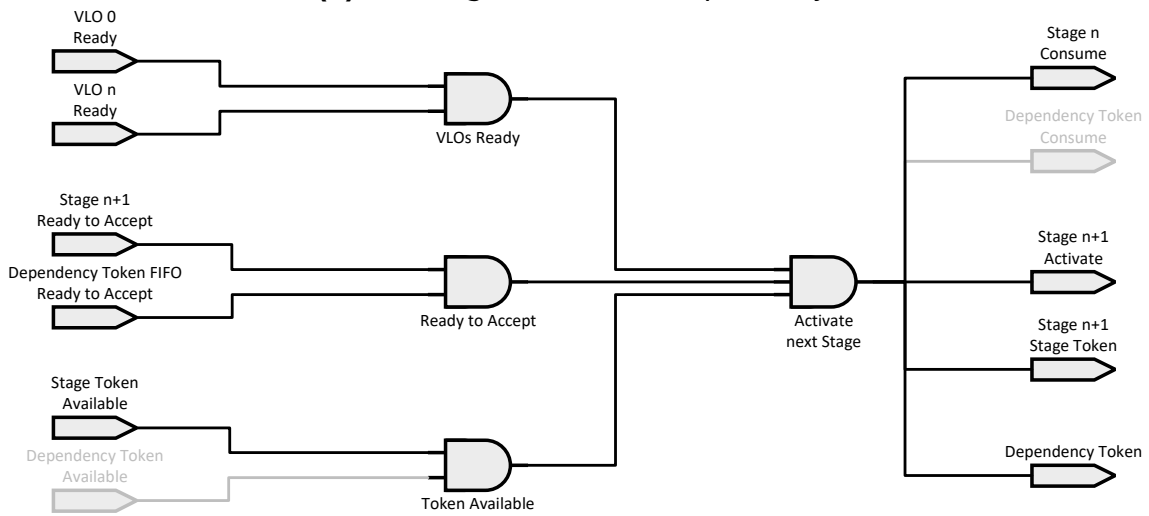 VLO 0
Ready
VLO n
Ready
VLOs Ready
Stage n+1
Ready to Accept
Dependency Token FIFO
Ready to Accept
Ready to Accept
Stage Token
Available
Dependency Token
Available
Token Available
Activate
next Stage
Stage n
Consume
Dependency Token
Consume
Stage n+1
Activate
Stage n+1
Stage Token
Dependency Token